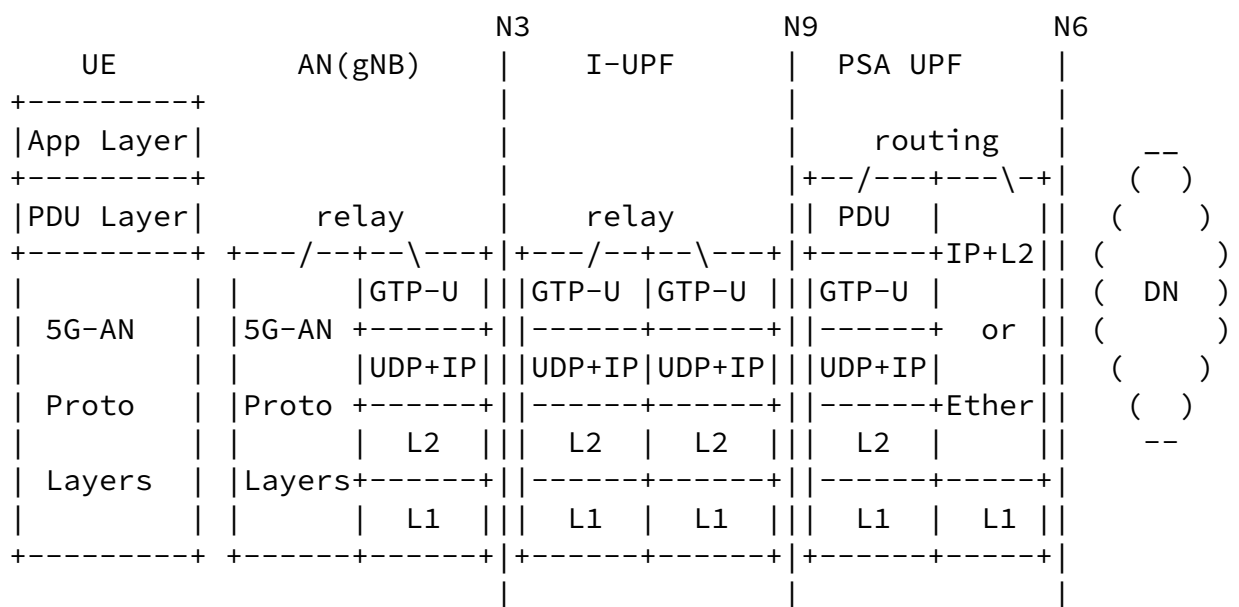 N3 N9 N6
UE AN(gNB) | I-UPF | PSA UPF |
+---------+ | | |
|App Layer| | | routing | __
+---------+ | |+--/---+---\-+| ( )
|PDU Layer| relay | relay || PDU | || ( )
+---------+ +---/--+--\---+|+---/--+--\---+|+------+IP+L2|| ( )
| | | |GTP-U |||GTP-U |GTP-U |||GTP-U | || ( DN )
| 5G-AN | |5G-AN +------+||------+------+||------+ or || ( )
| | | |UDP+IP|||UDP+IP|UDP+IP|||UDP+IP| || ( )
| Proto | |Proto +------+||------+------+||------+Ether|| ( )
| | | | L2 ||| L2 | L2 ||| L2 | || --
| Layers | |Layers+------+||------+------+||------+-----+|
| | | | L1 ||| L1 | L1 ||| L1 | L1 ||
+---------+ +------+------+|+------+------+|+------+-----+|
| | |